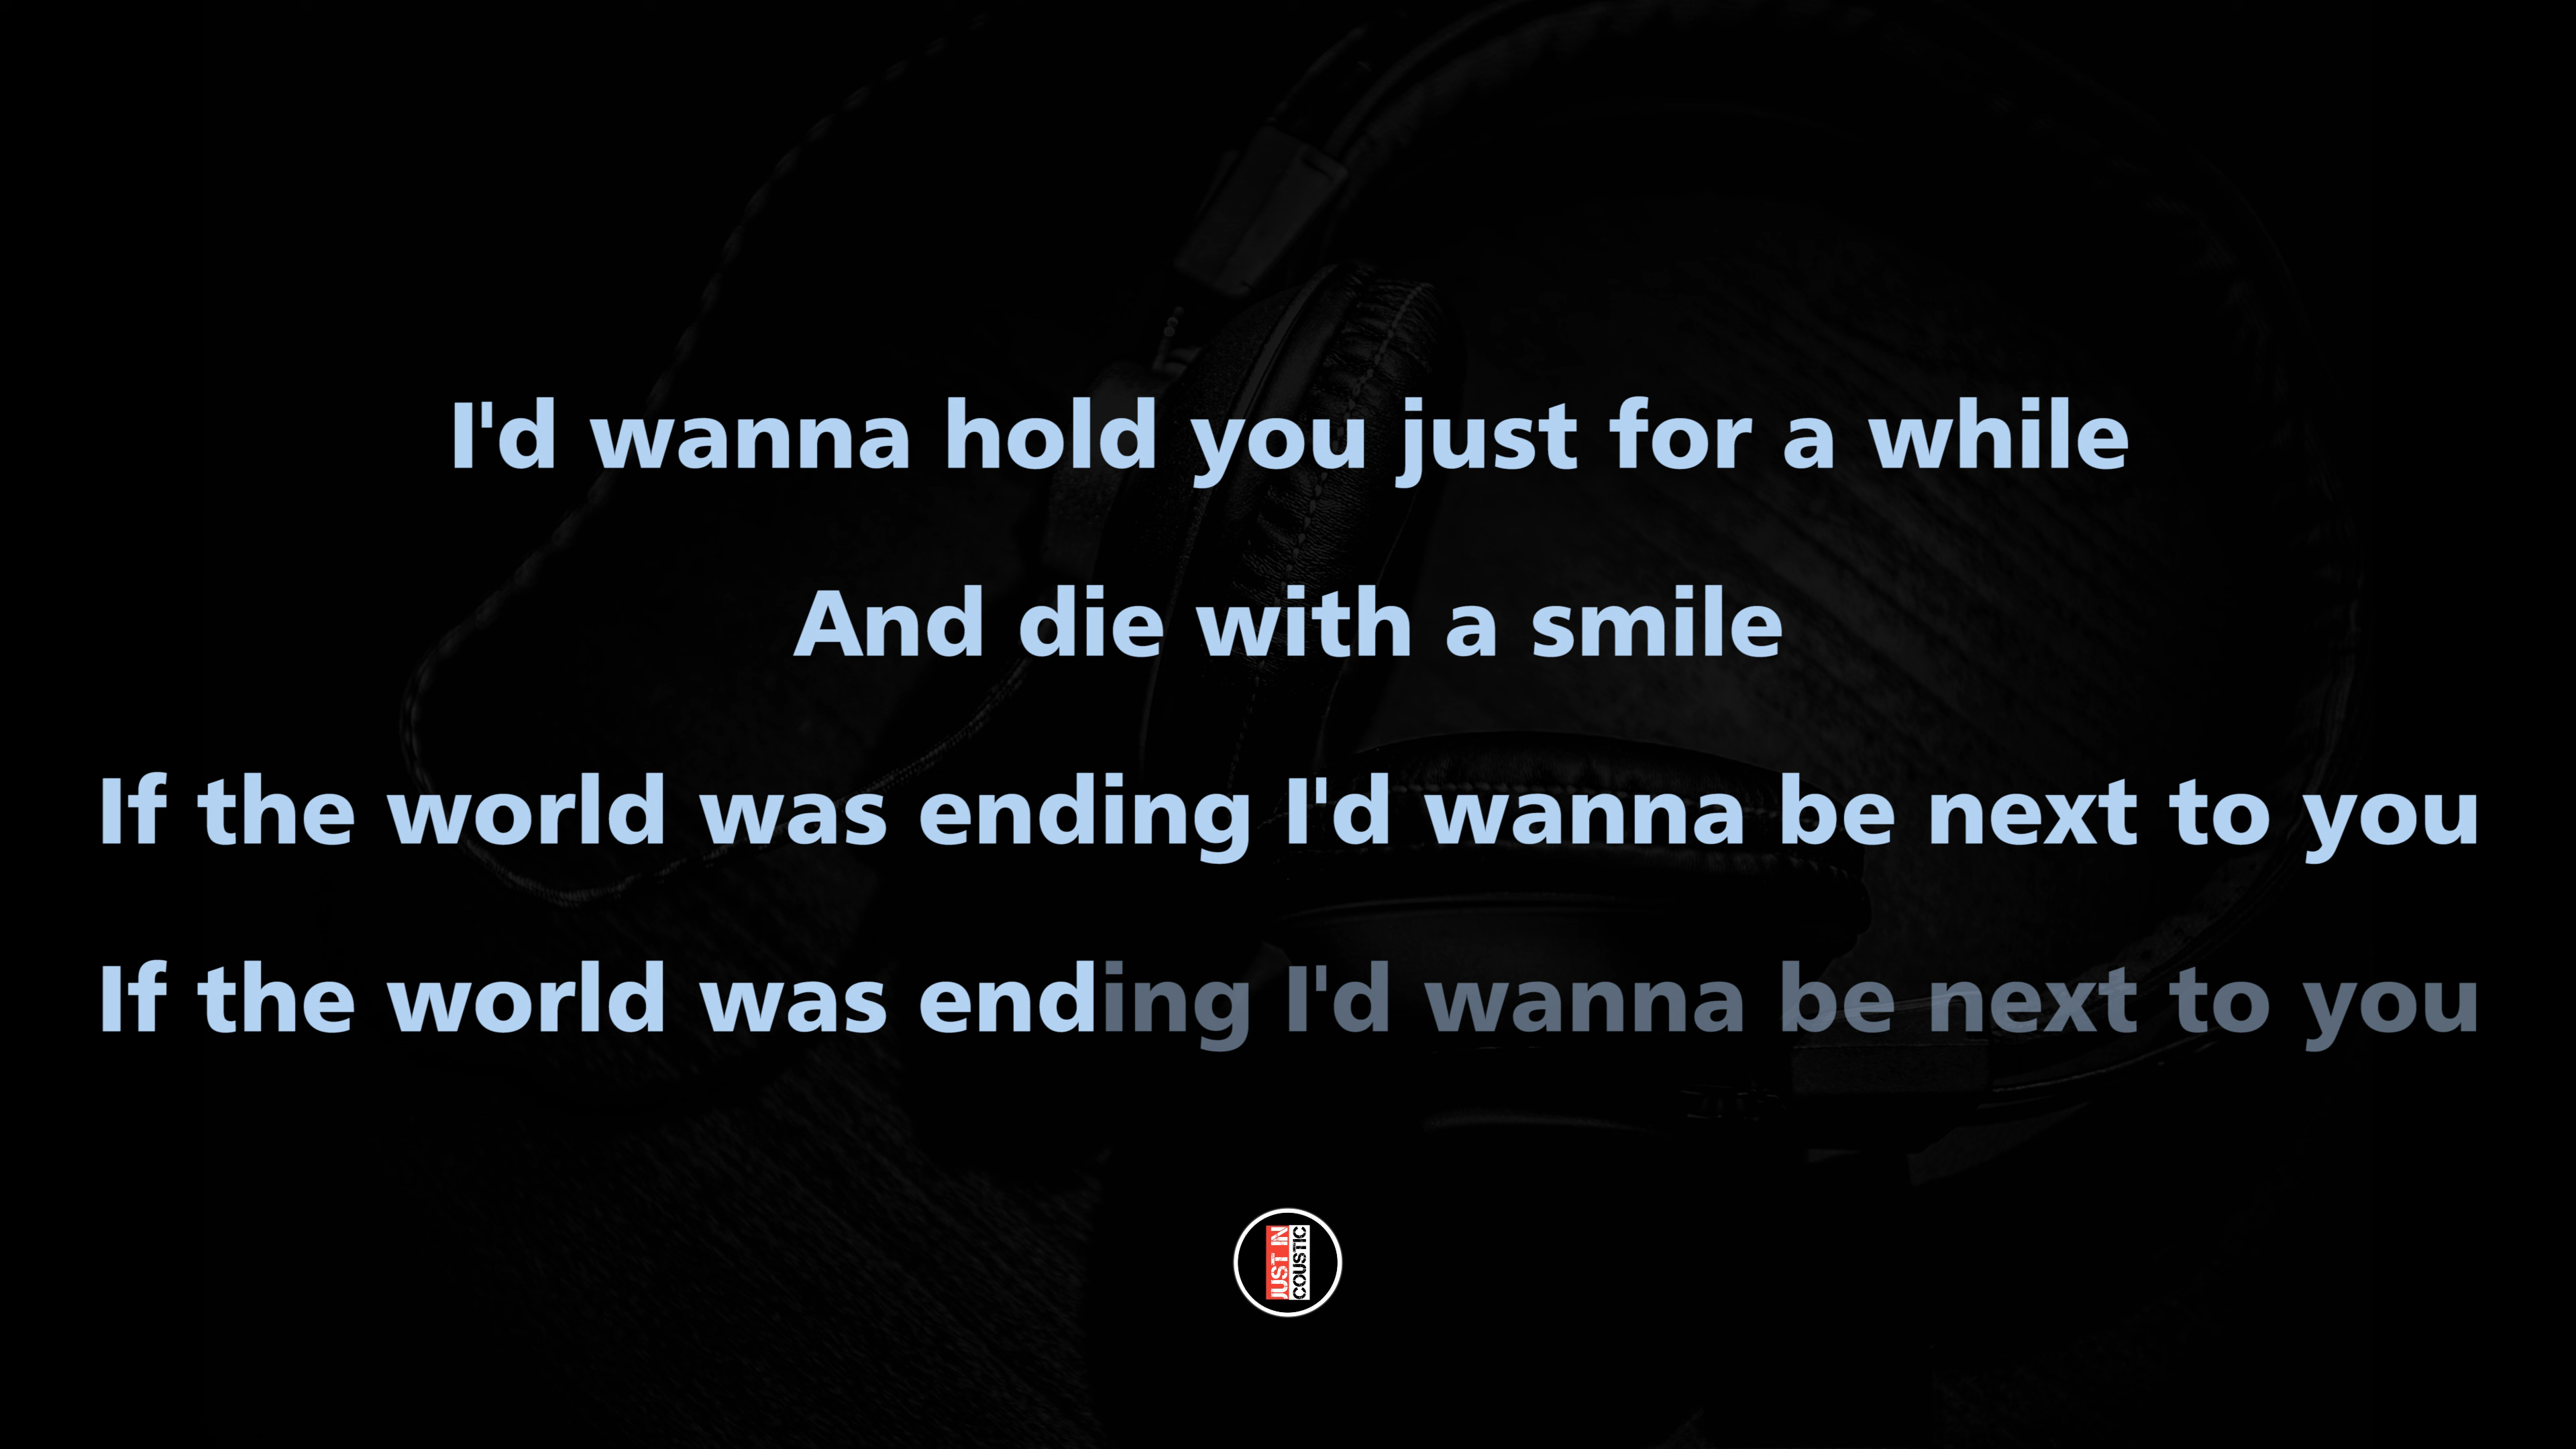 I'd wanna hold you just for a while
And die with a smile
If the world was ending I'd wanna be next to you
If the world was ending I'd wanna be next to you
JUST IN
COUSTIC